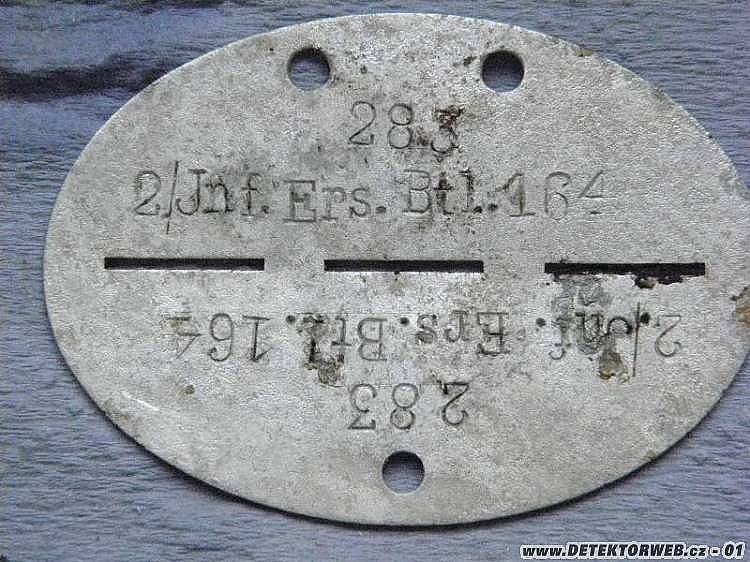 283
2/Jnf. Ers. Btl. 164
2/Jnf. Ers. Btl. 164
283
www.DETEKTORWEB.cz - 01